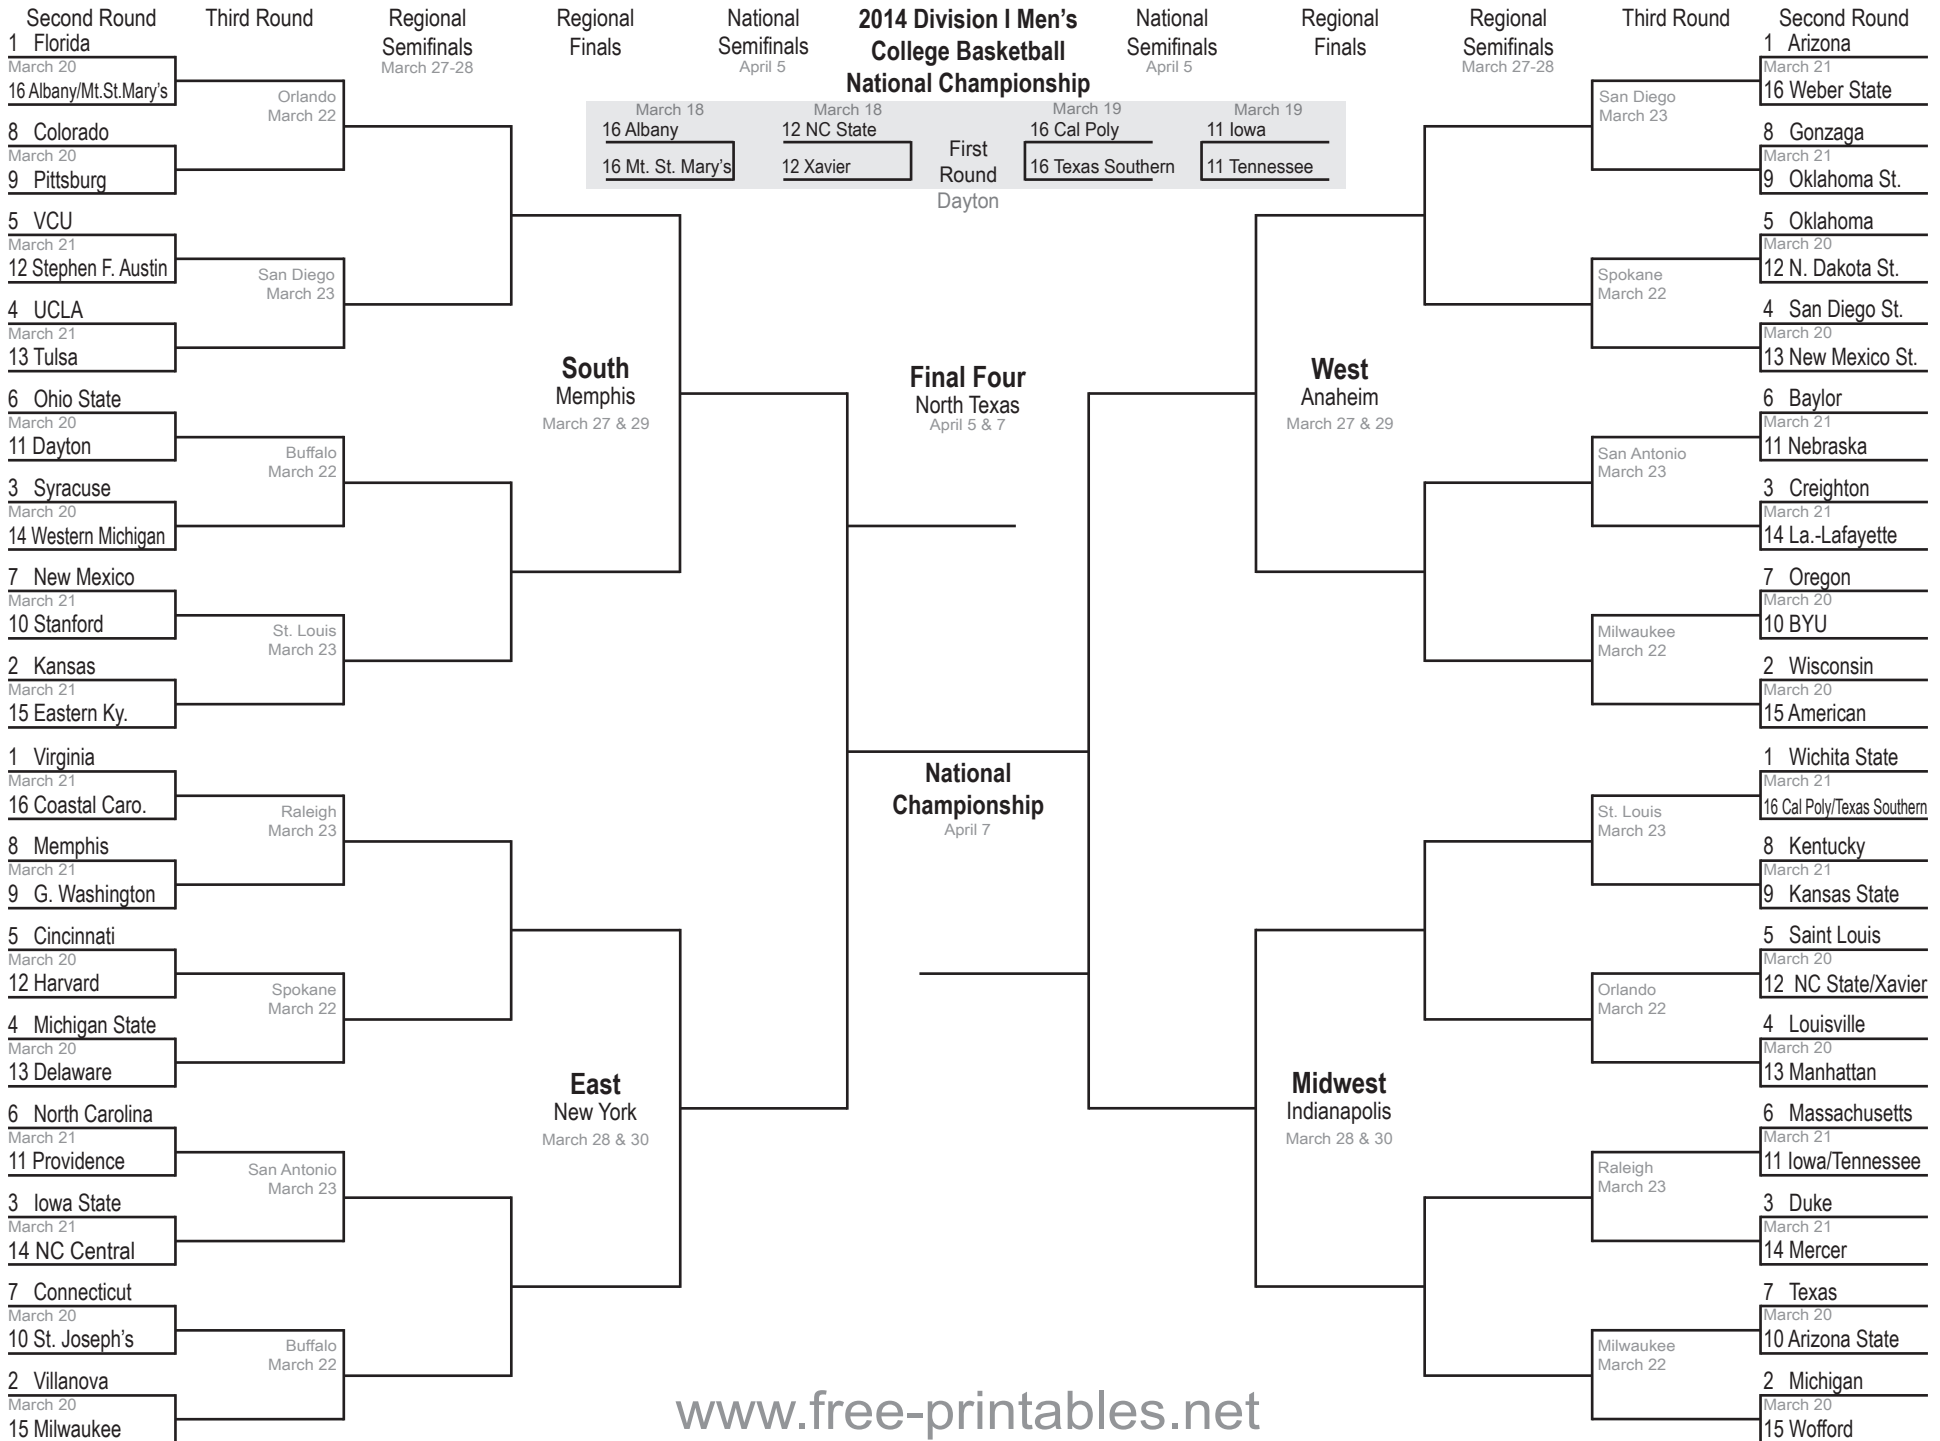 Second Round
Third Round
Regional
Semifinals
March 27-28
Regional
Finals
National
Semifinals
April 5
2014 Division I Men's
College Basketball
National Championship
National
Semifinals
April 5
Regional
Finals
Regional
Semifinals
March 27-28
Third Round
Second Round
March 18
16 Albany
16 Mt. St. Mary's
March 18
12 NC State
12 Xavier
First
Round
Dayton
March 19
16 Cal Poly
16 Texas Southern
March 19
11 Iowa
11 Tennessee
1 Florida
March 20
16 Albany/Mt.St.Mary's
Orlando
March 22
8 Colorado
March 20
9 Pittsburg
5 VCU
March 21
12 Stephen F. Austin
San Diego
March 23
4 UCLA
March 21
13 Tulsa
South
Memphis
March 27 & 29
6 Ohio State
March 20
11 Dayton
Buffalo
March 22
3 Syracuse
March 20
14 Western Michigan
7 New Mexico
March 21
10 Stanford
St. Louis
March 23
2 Kansas
March 21
15 Eastern Ky.
1 Virginia
March 21
16 Coastal Caro.
Raleigh
March 23
8 Memphis
March 21
9 G. Washington
5 Cincinnati
March 20
12 Harvard
Spokane
March 22
4 Michigan State
March 20
13 Delaware
East
New York
March 28 & 30
6 North Carolina
March 21
11 Providence
San Antonio
March 23
3 Iowa State
March 21
14 NC Central
7 Connecticut
March 20
10 St. Joseph's
Buffalo
March 22
2 Villanova
March 20
15 Milwaukee
Final Four
North Texas
April 5 & 7
National
Championship
April 7
1 Arizona
March 21
16 Weber State
San Diego
March 23
8 Gonzaga
March 21
9 Oklahoma St.
5 Oklahoma
March 20
12 N. Dakota St.
Spokane
March 22
4 San Diego St.
March 20
13 New Mexico St.
West
Anaheim
March 27 & 29
6 Baylor
March 21
11 Nebraska
San Antonio
March 23
3 Creighton
March 21
14 La.-Lafayette
7 Oregon
March 20
10 BYU
Milwaukee
March 22
2 Wisconsin
March 20
15 American
1 Wichita State
March 21
16 Cal Poly/Texas Southern
St. Louis
March 23
8 Kentucky
March 21
9 Kansas State
5 Saint Louis
March 20
12 NC State/Xavier
Orlando
March 22
4 Louisville
March 20
13 Manhattan
Midwest
Indianapolis
March 28 & 30
6 Massachusetts
March 21
11 Iowa/Tennessee
Raleigh
March 23
3 Duke
March 21
14 Mercer
7 Texas
March 20
10 Arizona State
Milwaukee
March 22
2 Michigan
March 20
15 Wofford
www.free-printables.net